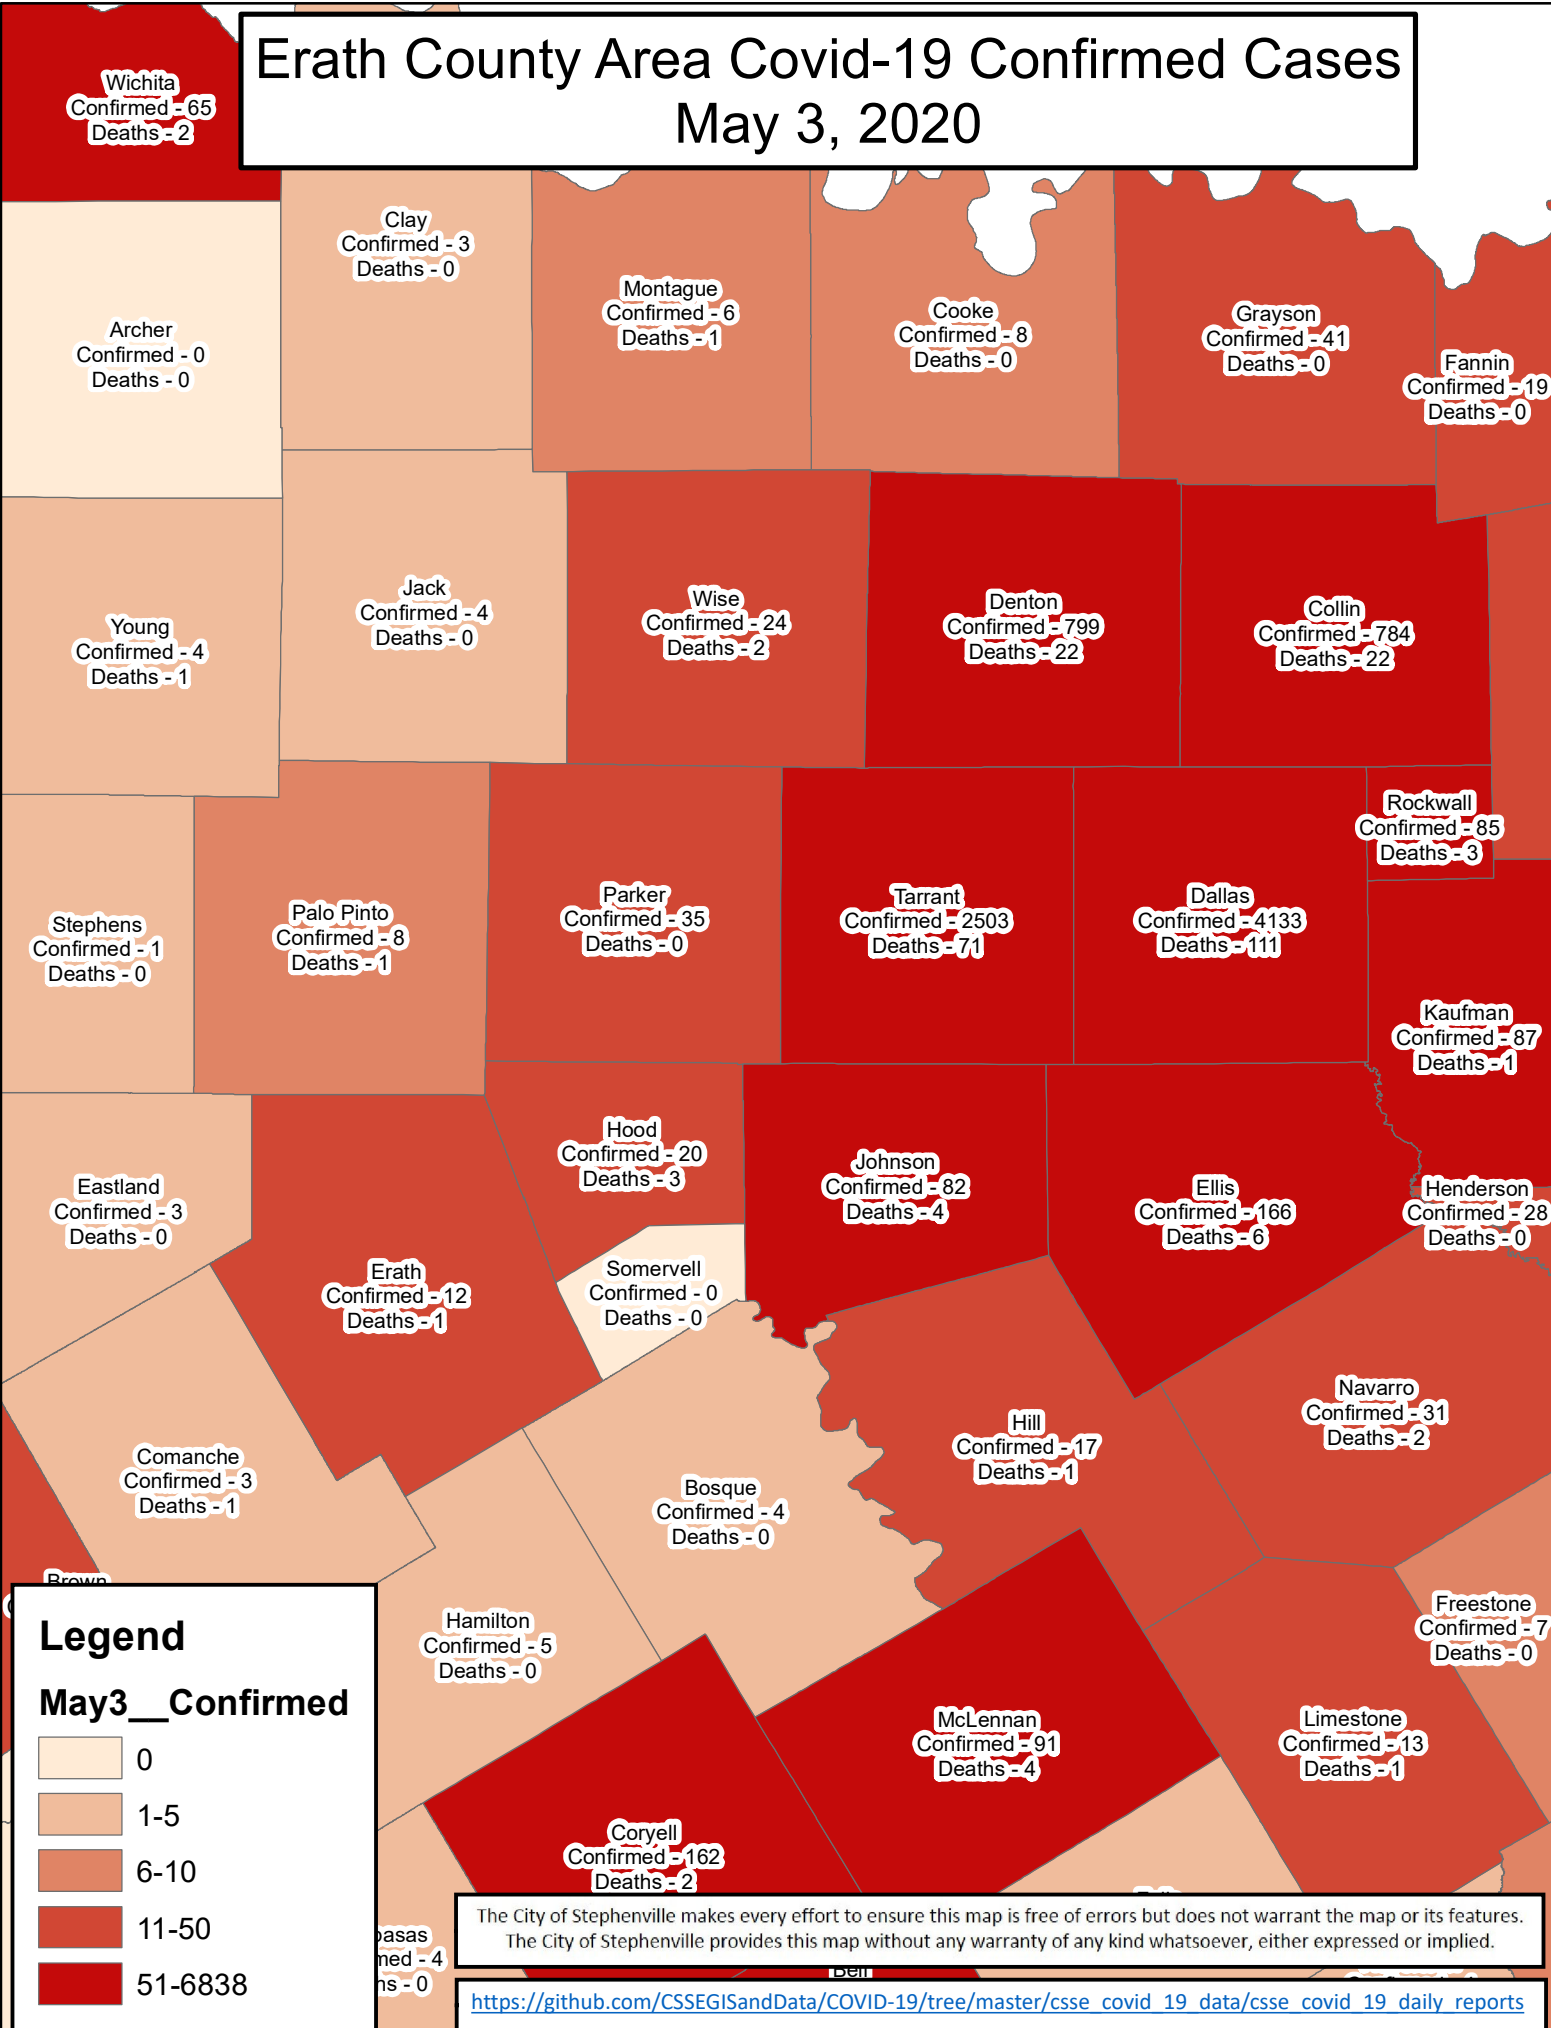 Erath County Area Covid-19 Confirmed Cases
May 3, 2020
Wichita
Confirmed - 65
Deaths - 2
Clay
Confirmed - 3
Deaths - 0
Montague
Confirmed - 6
Deaths - 1
Cooke
Confirmed - 8
Deaths - 0
Grayson
Confirmed - 41
Deaths - 0
Archer
Confirmed - 0
Deaths - 0
Fannin
Confirmed - 19
Deaths - 0
Young
Confirmed - 4
Deaths - 1
Jack
Confirmed - 4
Deaths - 0
Wise
Confirmed - 24
Deaths - 2
Denton
Confirmed - 799
Deaths - 22
Collin
Confirmed - 784
Deaths - 22
Rockwall
Confirmed - 85
Deaths - 3
Stephens
Confirmed - 1
Deaths - 0
Palo Pinto
Confirmed - 8
Deaths - 1
Parker
Confirmed - 35
Deaths - 0
Tarrant
Confirmed - 2503
Deaths - 71
Dallas
Confirmed - 4133
Deaths - 111
Kaufman
Confirmed - 87
Deaths - 1
Eastland
Confirmed - 3
Deaths - 0
Hood
Confirmed - 20
Deaths - 3
Johnson
Confirmed - 82
Deaths - 4
Ellis
Confirmed - 166
Deaths - 6
Henderson
Confirmed - 28
Deaths - 0
Erath
Confirmed - 12
Deaths - 1
Somervell
Confirmed - 0
Deaths - 0
Comanche
Confirmed - 3
Deaths - 1
Bosque
Confirmed - 4
Deaths - 0
Hill
Confirmed - 17
Deaths - 1
Navarro
Confirmed - 31
Deaths - 2
Brown
Hamilton
Confirmed - 5
Deaths - 0
Freestone
Confirmed - 7
Deaths - 0
McLennan
Confirmed - 91
Deaths - 4
Limestone
Confirmed - 13
Deaths - 1
Coryell
Confirmed - 162
Deaths - 2
pasas
med - 4
hs - 0
Bell
Legend
May3__Confirmed
0
1-5
6-10
11-50
51-6838
The City of Stephenville makes every effort to ensure this map is free of errors but does not warrant the map or its features.
The City of Stephenville provides this map without any warranty of any kind whatsoever, either expressed or implied.
https://github.com/CSSEGISandData/COVID-19/tree/master/csse_covid_19_data/csse_covid_19_daily_reports